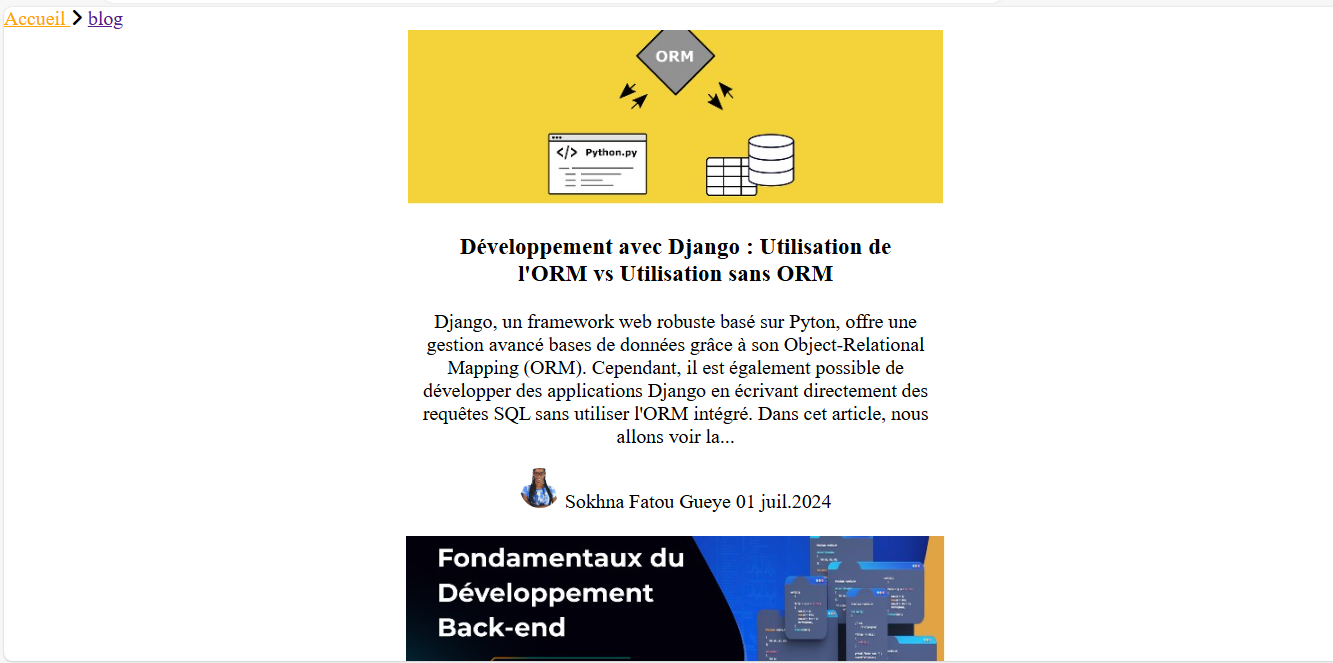 Accueil > blog
ORM
</> Python.py
Développement avec Django : Utilisation de
l'ORM vs Utilisation sans ORM
Django, un framework web robuste basé sur Pyton, offre une
gestion avancé bases de données grâce à son Object-Relational
Mapping (ORM). Cependant, il est également possible de
développer des applications Django en écrivant directement des
requêtes SQL sans utiliser l'ORM intégré. Dans cet article, nous
allons voir la...
Sokhna Fatou Gueye 01 juil.2024
Fondamentaux du
Développement
Back-end